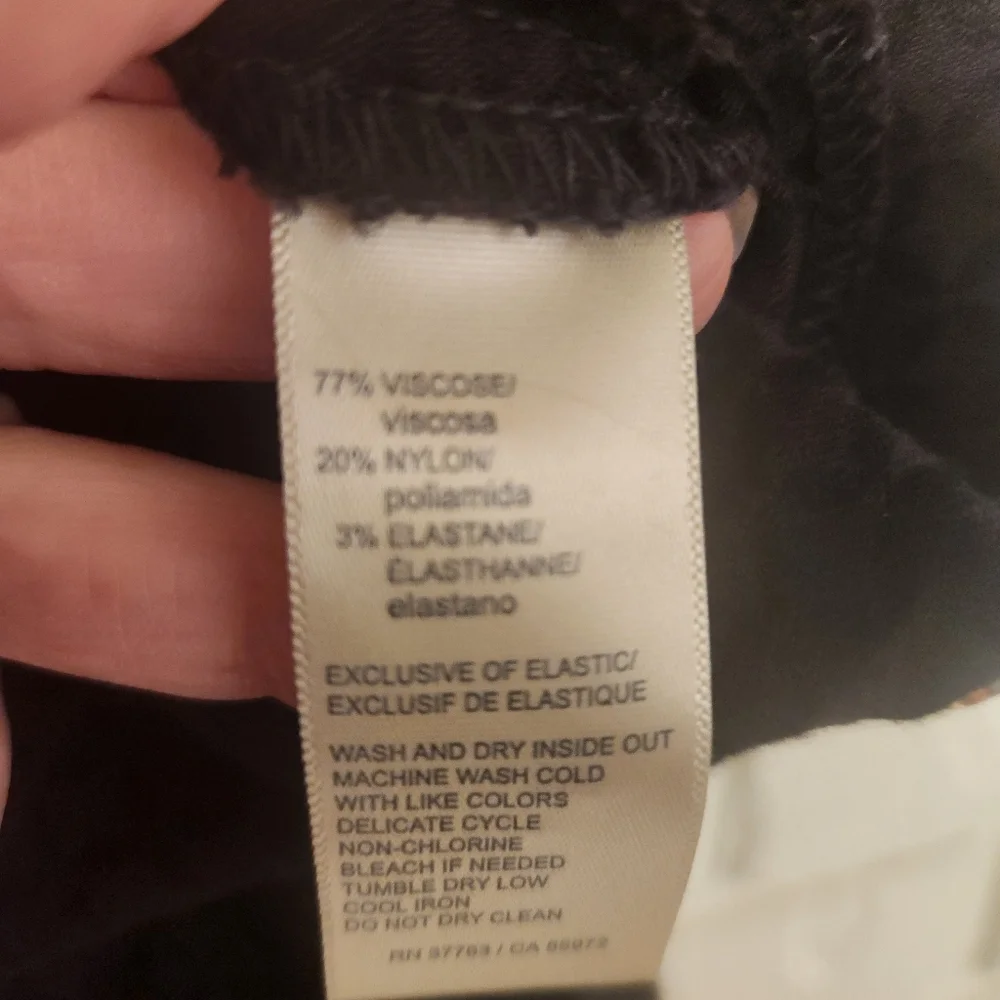 77% VISCOSE/
viscosa
20% NYLON/
poliamida
3% ELASTANE/
ÉLASTHANNE/
elastano
EXCLUSIVE OF ELASTIC/
EXCLUSIF DE ELASTIQUE
WASH AND DRY INSIDE OUT
MACHINE WASH COLD
WITH LIKE COLORS
DELICATE CYCLE
NON-CHLORINE
BLEACH IF NEEDED
TUMBLE DRY LOW
COOL IRON
DO NOT DRY CLEAN
RN / CA